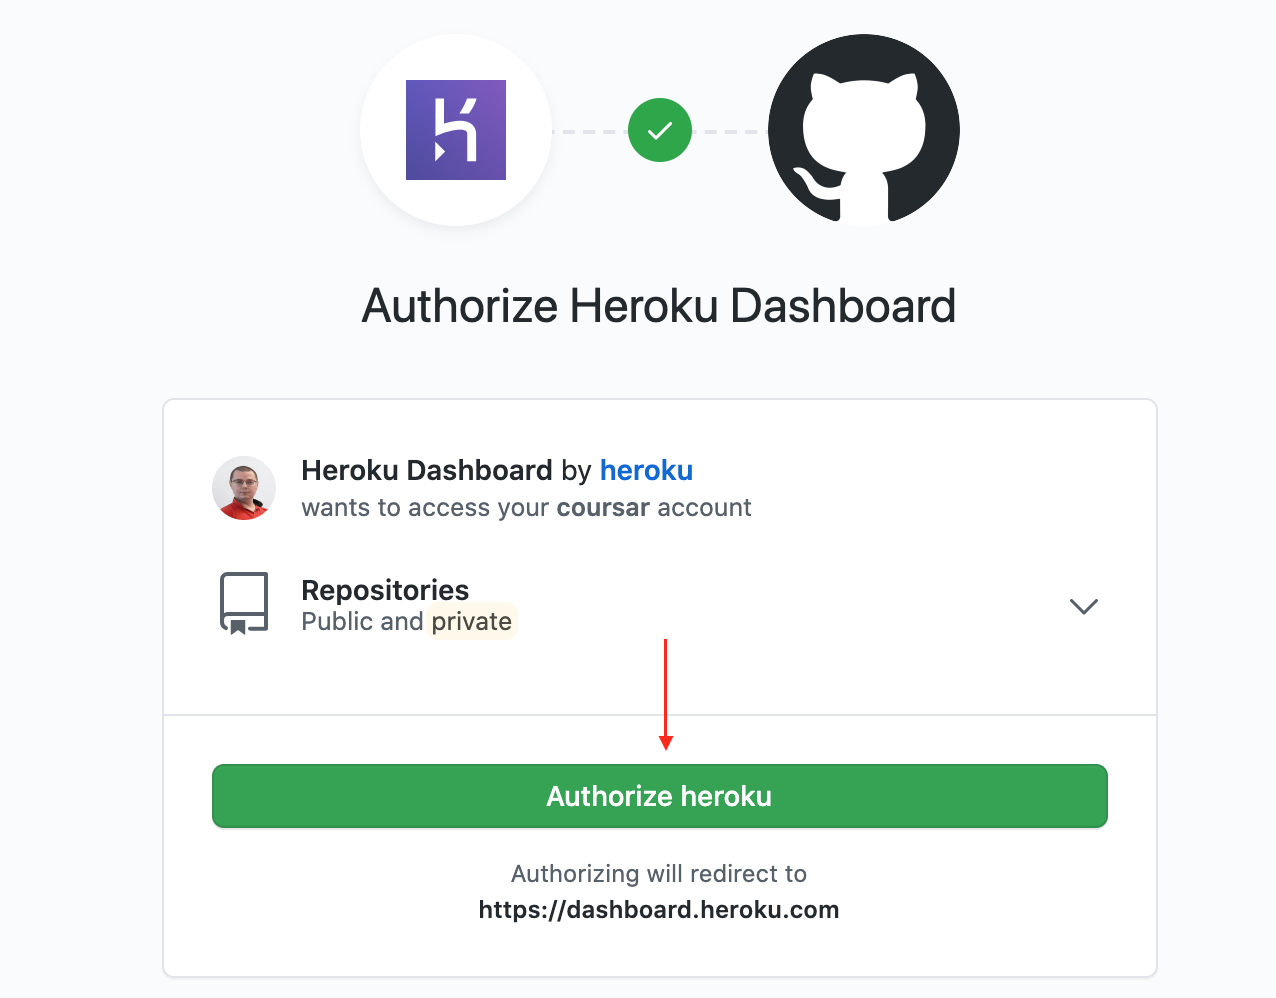 Authorize Heroku Dashboard
Heroku Dashboard by heroku
wants to access your coursar account
Repositories
Public and private
Authorize heroku
Authorizing will redirect to
https://dashboard.heroku.com